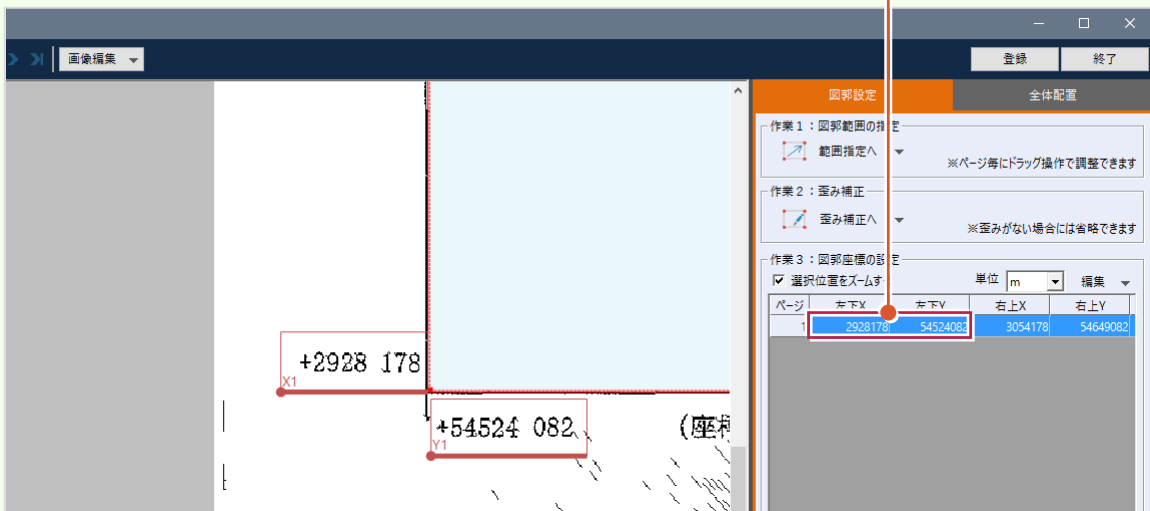 画像編集
登録
終了
図郭設定
全体配置
作業1:図郭範囲の指定
範囲指定へ
※ページ毎にドラッグ操作で調整できます
作業2:歪み補正
歪み補正へ
※歪みがない場合には省略できます
作業3:図郭座標の設定
選択位置をズームす
単位 m 編集
ページ 左下X 左下Y 右上X 右上Y
1 2928178 54524082 3054178 54649082
+2928 178
X1
+54524 082
Y1
(座標